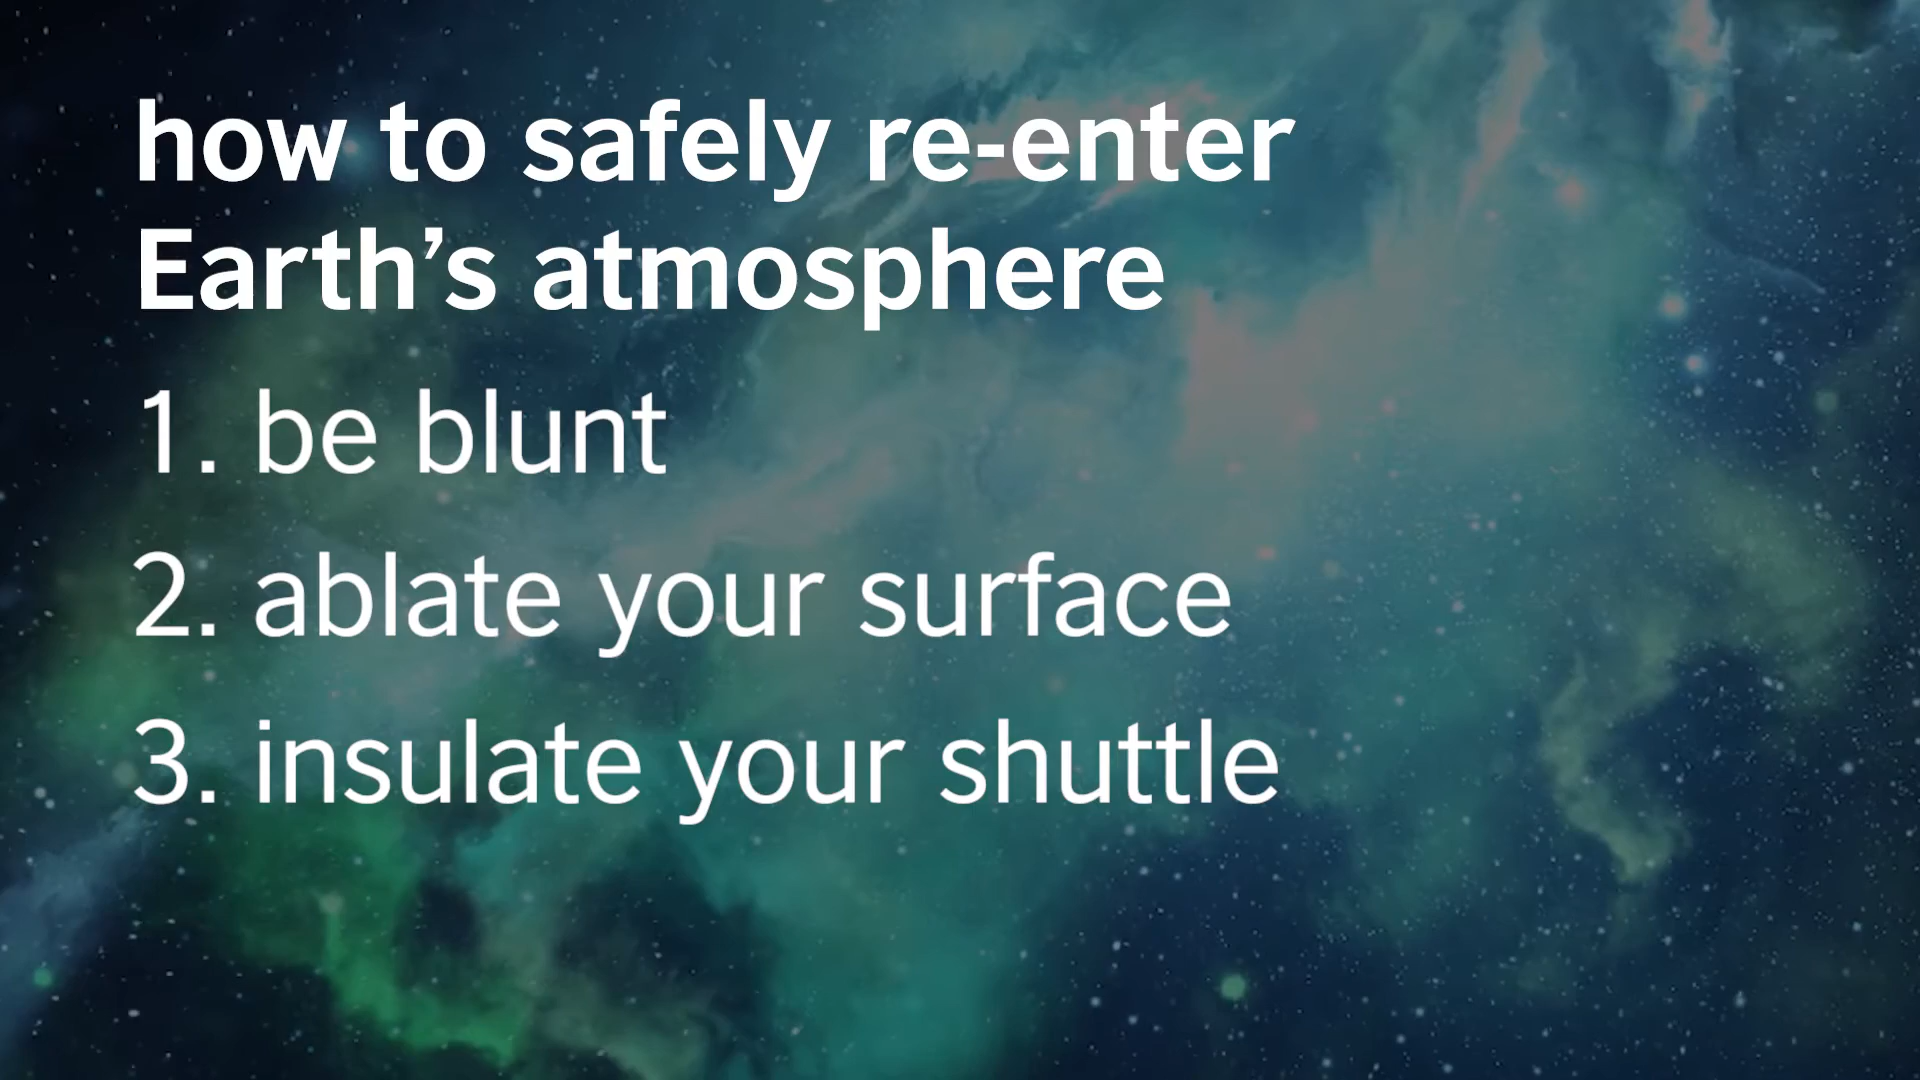 how to safely re-enter
Earth’s atmosphere
1. be blunt
2. ablate your surface
3. insulate your shuttle